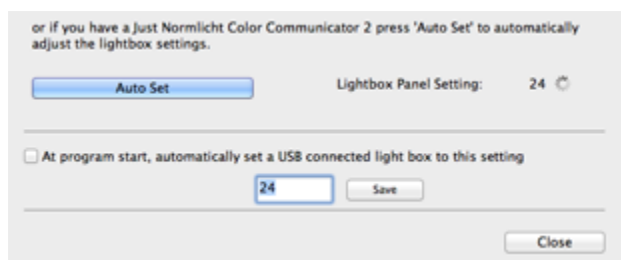 or if you have a Just Normlicht Color Communicator 2 press 'Auto Set' to automatically
adjust the lightbox settings.
Auto Set Lightbox Panel Setting: 24
At program start, automatically set a USB connected light box to this setting
24 Save
Close